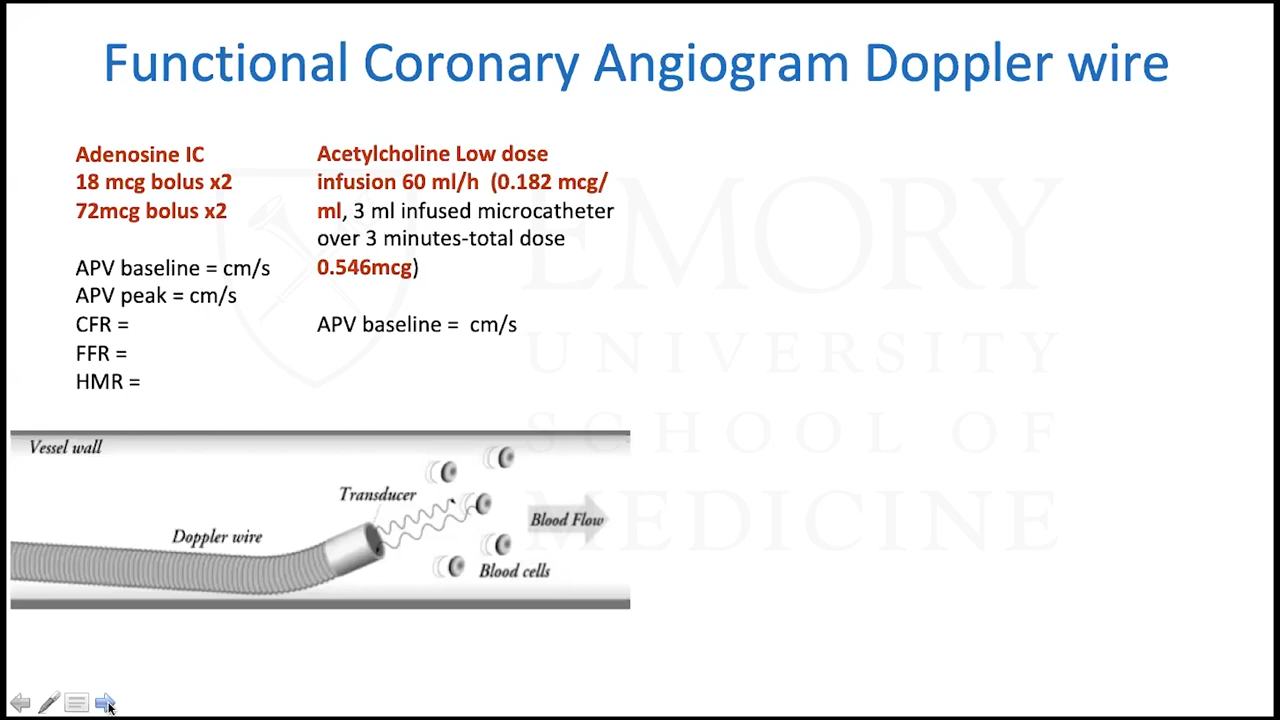 Functional Coronary Angiogram Doppler wire
Adenosine IC
18 mcg bolus x2
72mcg bolus x2
APV baseline = cm/s
APV peak = cm/s
CFR =
FFR =
HMR =
Acetylcholine Low dose
infusion 60 ml/h (0.182 mcg/
ml, 3 ml infused microcatheter
over 3 minutes-total dose
0.546mcg)
APV baseline = cm/s
EMORY
UNIVERSITY
SCHOOL OF
MEDICINE
Vessel wall
Transducer
Doppler wire
Blood Flow
Blood cells